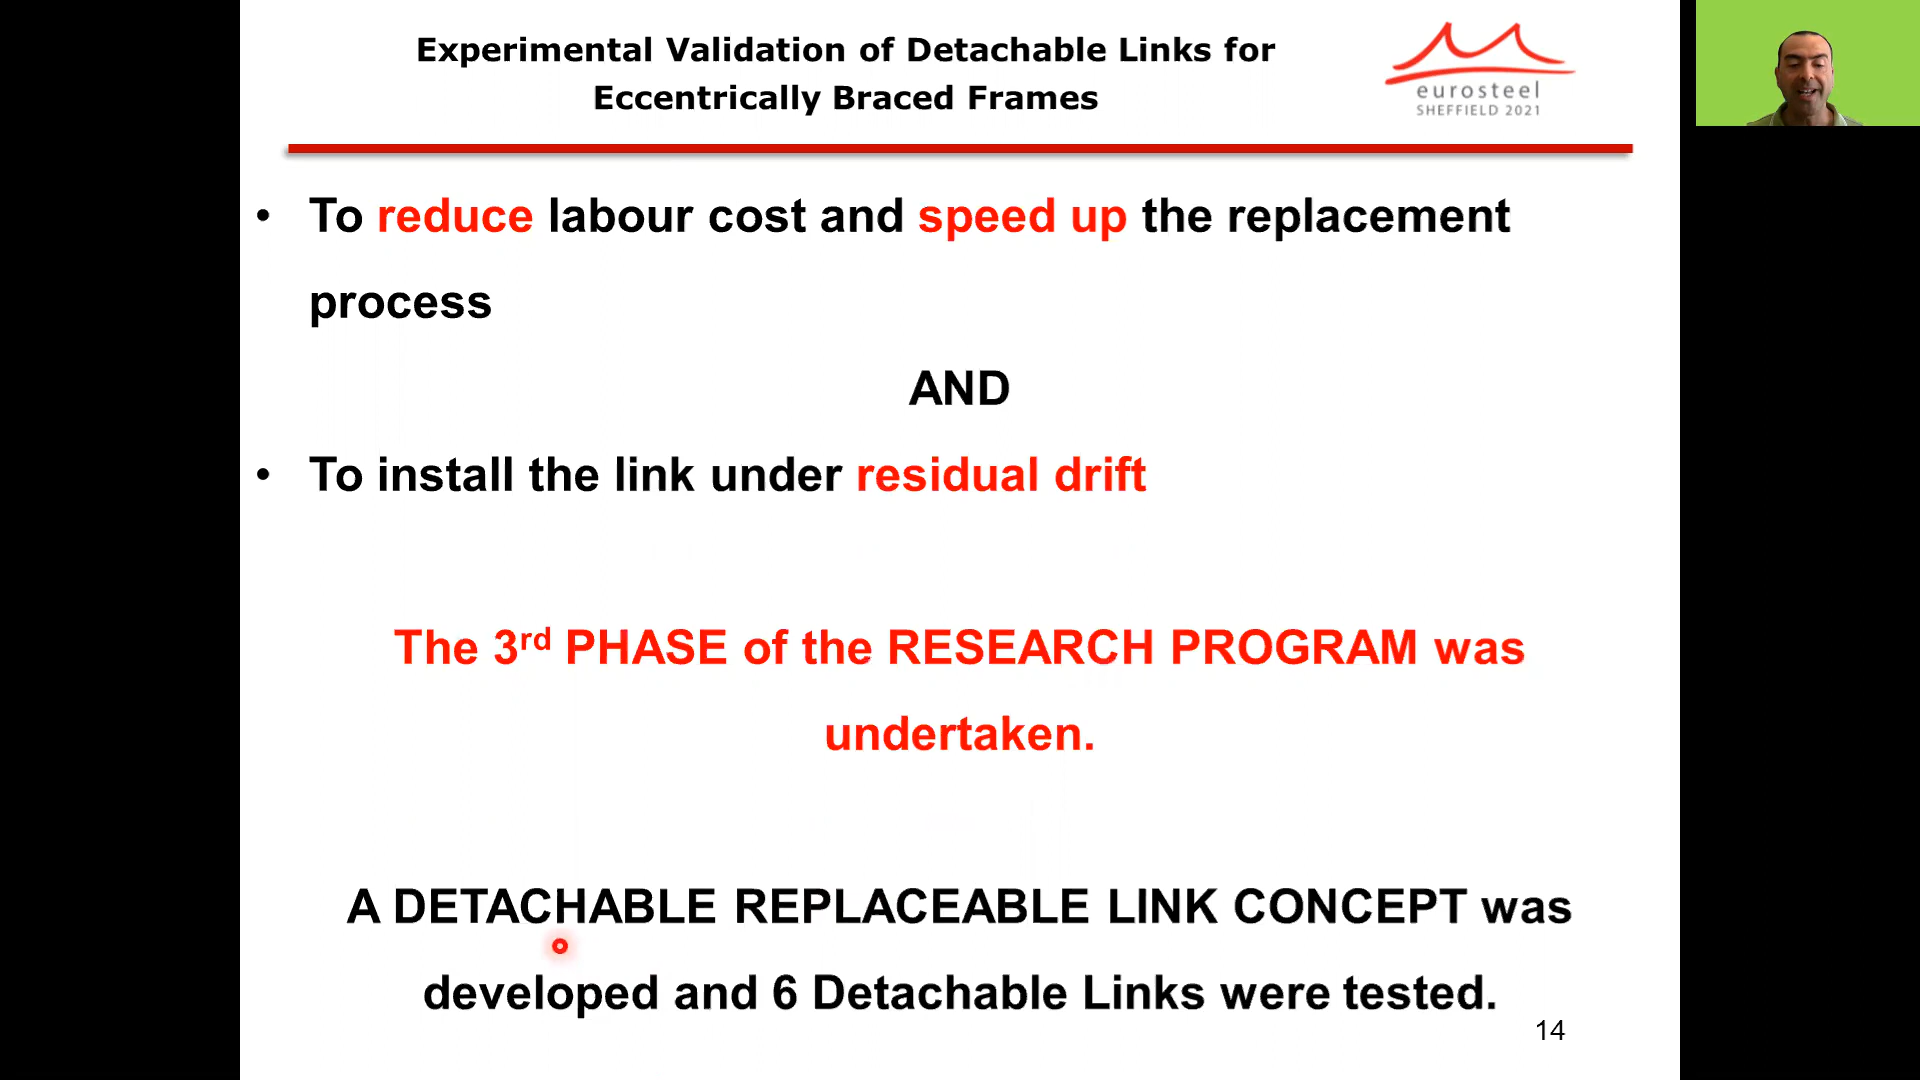 Experimental Validation of Detachable Links for
Eccentrically Braced Frames
eurosteel
SHEFFIELD 2021
• To reduce labour cost and speed up the replacement
process
AND
• To install the link under residual drift
The 3rd PHASE of the RESEARCH PROGRAM was
undertaken.
A DETACHABLE REPLACEABLE LINK CONCEPT was
developed and 6 Detachable Links were tested.
14